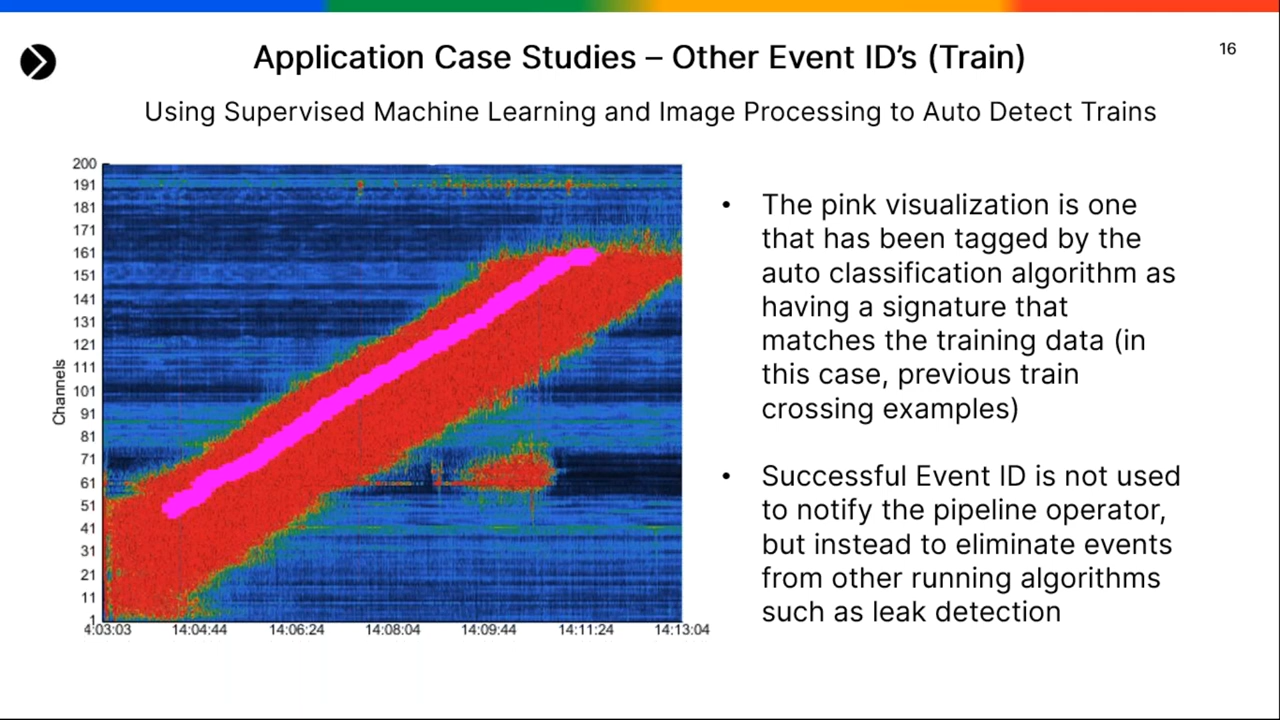 Application Case Studies – Other Event ID’s (Train)
16
Using Supervised Machine Learning and Image Processing to Auto Detect Trains
200
191
181
171
161
151
141
131
121
111
101
91
81
71
61
51
41
31
21
11
1
Channels
4:03:03
14:04:44
14:06:24
14:08:04
14:09:44
14:11:24
14:13:04
• The pink visualization is one
that has been tagged by the
auto classification algorithm as
having a signature that
matches the training data (in
this case, previous train
crossing examples)
• Successful Event ID is not used
to notify the pipeline operator,
but instead to eliminate events
from other running algorithms
such as leak detection